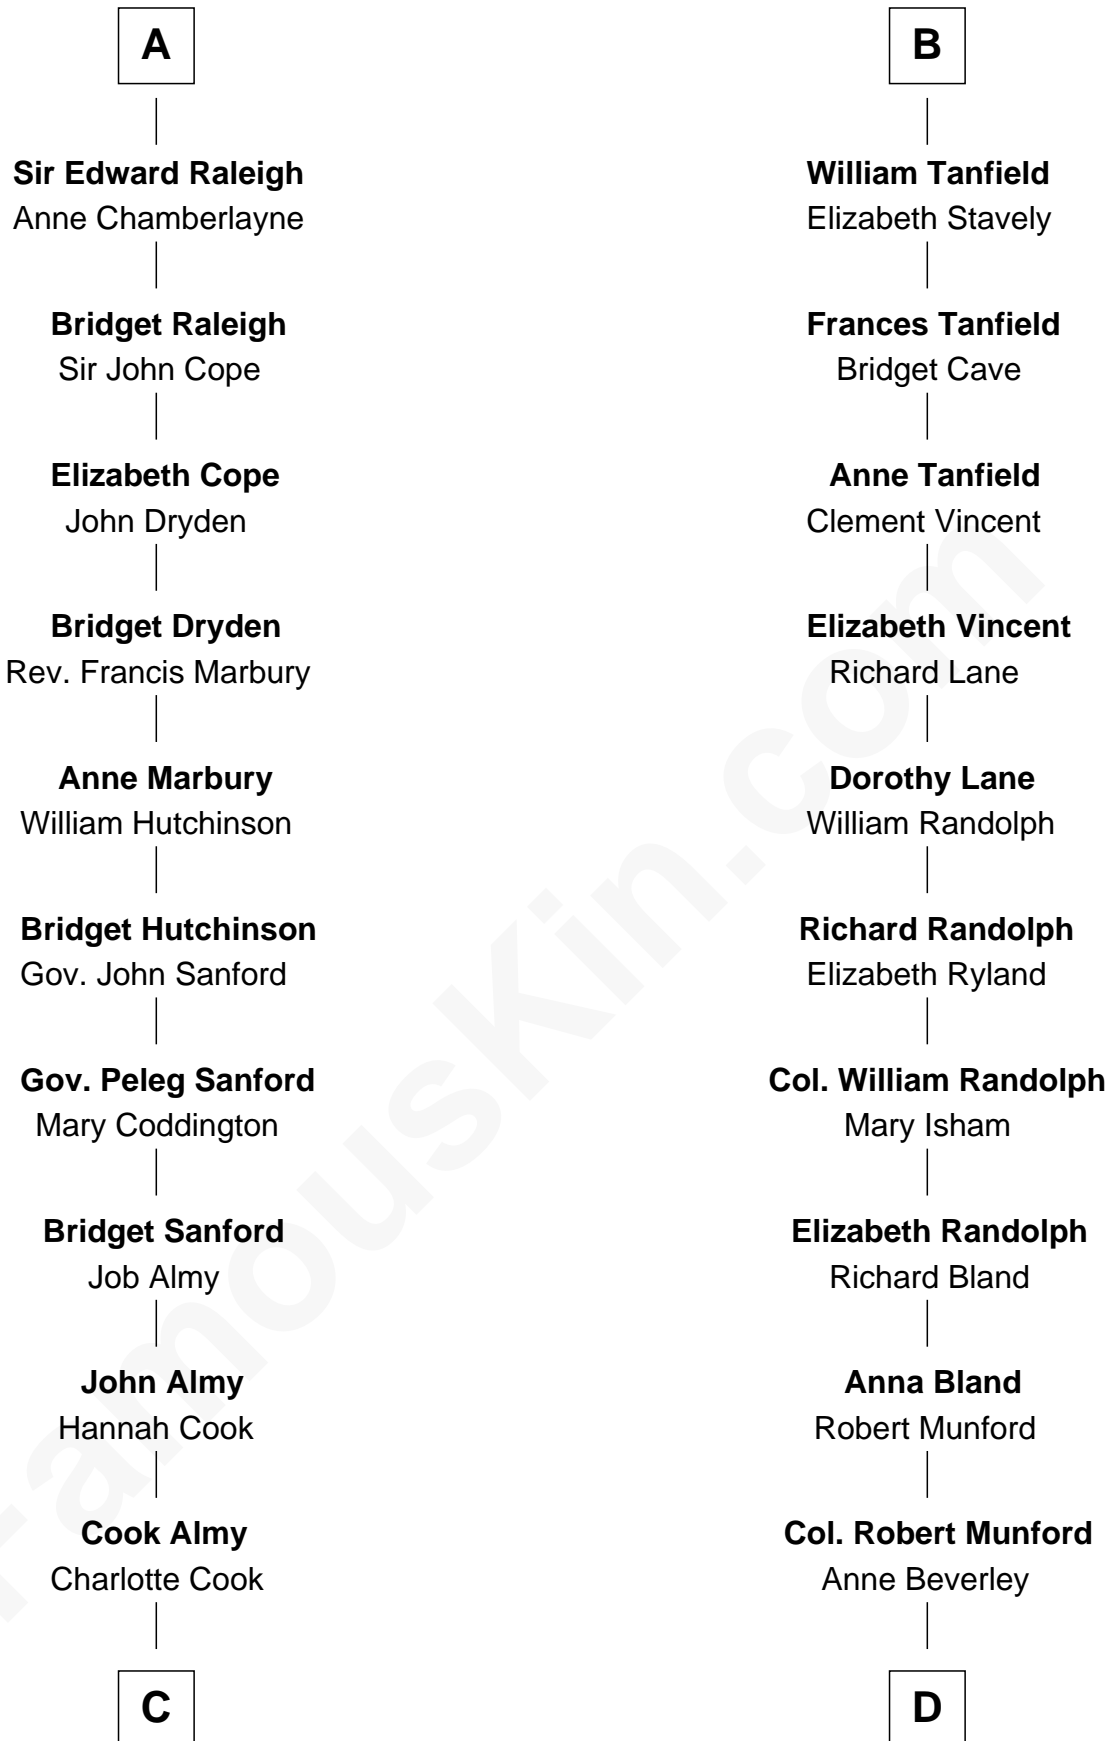 A
Sir Edward Raleigh
Anne Chamberlayne
Bridget Raleigh
Sir John Cope
Elizabeth Cope
John Dryden
Bridget Dryden
Rev. Francis Marbury
Anne Marbury
William Hutchinson
Bridget Hutchinson
Gov. John Sanford
Gov. Peleg Sanford
Mary Coddington
Bridget Sanford
Job Almy
John Almy
Hannah Cook
Cook Almy
Charlotte Cook
C
B
William Tanfield
Elizabeth Stavely
Frances Tanfield
Bridget Cave
Anne Tanfield
Clement Vincent
Elizabeth Vincent
Richard Lane
Dorothy Lane
William Randolph
Richard Randolph
Elizabeth Ryland
Col. William Randolph
Mary Isham
Elizabeth Randolph
Richard Bland
Anna Bland
Robert Munford
Col. Robert Munford
Anne Beverley
D
FamousKin.com